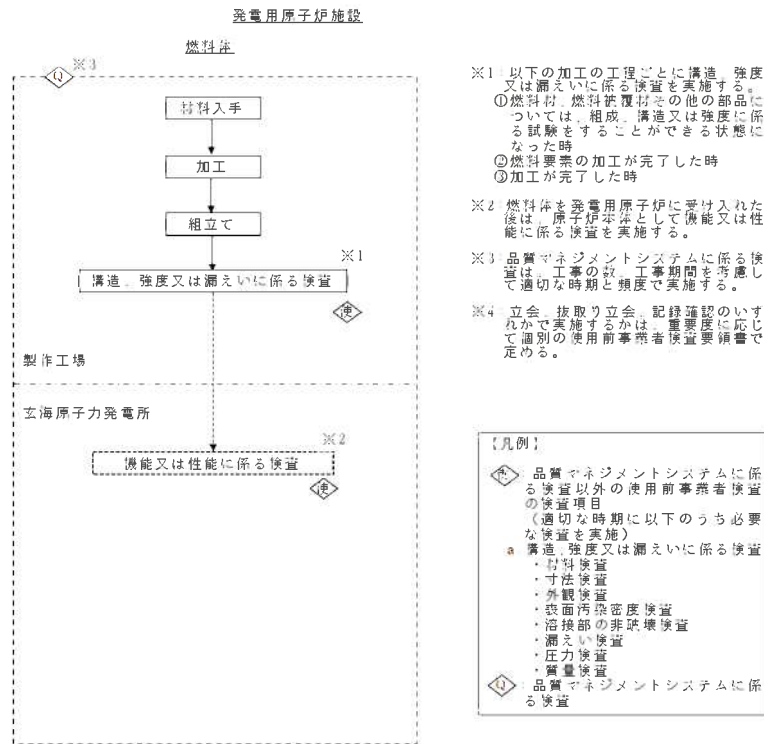 発電用原子炉施設
燃料体
Q
※3
材料入手
加工
組立て
※1
構造、強度又は漏えいに係る検査
使
製作工場
玄海原子力発電所
※2
機能又は性能に係る検査
使
※1 以下の加工の工程ごとに構造、強度
又は漏えいに係る検査を実施する。
①燃料材、燃料被覆材その他の部品に
ついては、組成、構造又は強度に係
る試験をすることができる状態に
なった時
②燃料要素の加工が完了した時
③加工が完了した時
※2 燃料体を発電用原子炉に受け入れた
後は、原子炉本体として機能又は性
能に係る検査を実施する。
※3 品質マネジメントシステムに係る検
査は、工事の数、工事期間を考慮し
て適切な時期と頻度で実施する。
※4 立会、抜取り立会、記録確認のいず
れかで実施するかは、重要度に応じ
て個別の使用前事業者検査要領書で
定める。
【凡例】
使：品質マネジメントシステムに係
る検査以外の使用前事業者検査
の検査項目
（適切な時期に以下のうち必要
な検査を実施）
a 構造、強度又は漏えいに係る検査
・材料検査
・寸法検査
・外観検査
・表面汚染密度検査
・溶接部の非破壊検査
・漏えい検査
・圧力検査
・質量検査
Q：品質マネジメントシステムに係
る検査